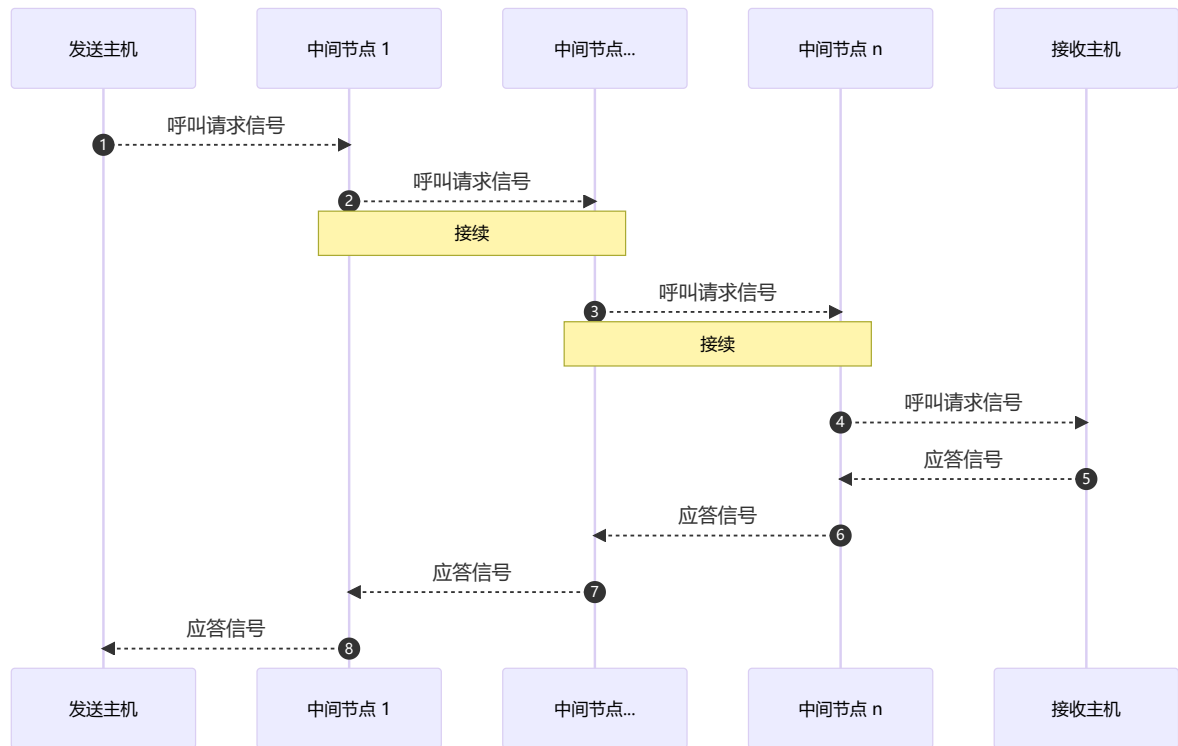 发送主机
中间节点 1
中间节点...
中间节点 n
接收主机
呼叫请求信号
1
呼叫请求信号
2
接续
呼叫请求信号
3
接续
呼叫请求信号
4
应答信号
5
应答信号
6
应答信号
7
应答信号
8
发送主机
中间节点 1
中间节点...
中间节点 n
接收主机